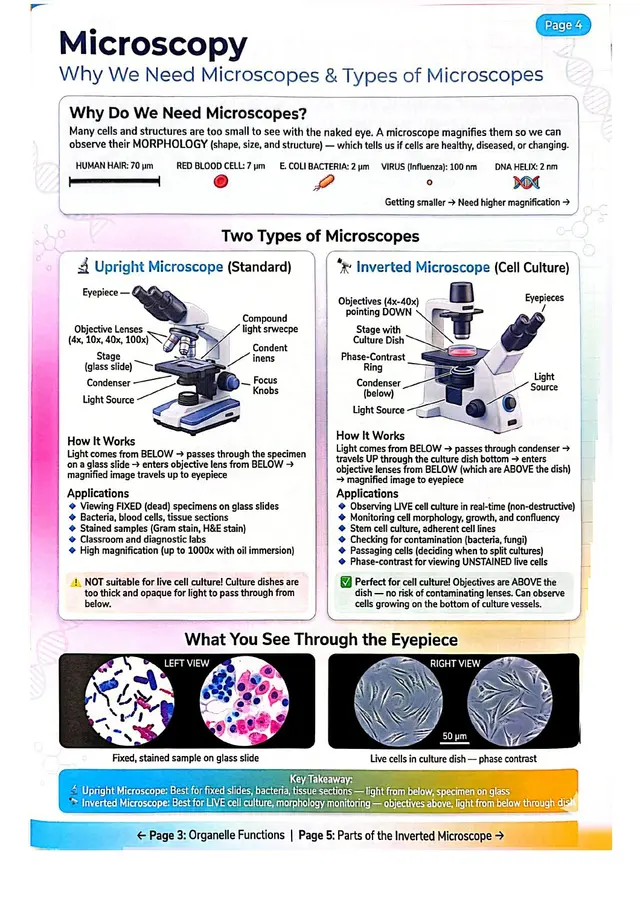 Page 4
Microscopy
Why We Need Microscopes & Types of Microscopes
Why Do We Need Microscopes?
Many cells and structures are too small to see with the naked eye. A microscope magnifies them so we can
observe their MORPHOLOGY (shape, size, and structure) — which tells us if cells are healthy, diseased, or changing.
HUMAN HAIR: 70 µm
RED BLOOD CELL: 7 µm
E. COLI BACTERIA: 2 µm
VIRUS (Influenza): 100 nm
DNA HELIX: 2 nm
Getting smaller → Need higher magnification →
Two Types of Microscopes
Upright Microscope (Standard)
Eyepiece
Objective Lenses
(4x, 10x, 40x, 100x)
Stage
(glass slide)
Condenser
Light Source
Compound
light srwecpe
Condent
inens
Focus
Knobs
How It Works
Light comes from BELOW → passes through the specimen
on a glass slide → enters objective lens from BELOW →
magnified image travels up to eyepiece
Applications
❖ Viewing FIXED (dead) specimens on glass slides
❖ Bacteria, blood cells, tissue sections
❖ Stained samples (Gram stain, H&E stain)
❖ Classroom and diagnostic labs
❖ High magnification (up to 1000x with oil immersion)
⚠️ NOT suitable for live cell culture! Culture dishes are
too thick and opaque for light to pass through from
below.
Inverted Microscope (Cell Culture)
Objectives (4x-40x)
pointing DOWN
Stage with
Culture Dish
Phase-Contrast
Ring
Condenser
(below)
Light Source
Eyepieces
Light
Source
How It Works
Light comes from BELOW → passes through condenser →
travels UP through the culture dish bottom → enters
objective lenses from BELOW (which are ABOVE the dish)
→ magnified image to eyepiece
Applications
❖ Observing LIVE cell culture in real-time (non-destructive)
❖ Monitoring cell morphology, growth, and confluency
❖ Stem cell culture, adherent cell lines
❖ Checking for contamination (bacteria, fungi)
❖ Passaging cells (deciding when to split cultures)
❖ Phase-contrast for viewing UNSTAINED live cells
✅ Perfect for cell culture! Objectives are ABOVE the
dish — no risk of contaminating lenses. Can observe
cells growing on the bottom of culture vessels.
What You See Through the Eyepiece
LEFT VIEW
RIGHT VIEW
50 µm
Fixed, stained sample on glass slide
Live cells in culture dish — phase contrast
Key Takeaway:
Upright Microscope: Best for fixed slides, bacteria, tissue sections — light from below, specimen on glass
Inverted Microscope: Best for LIVE cell culture, morphology monitoring — objectives above, light from below through dish
← Page 3: Organelle Functions | Page 5: Parts of the Inverted Microscope →